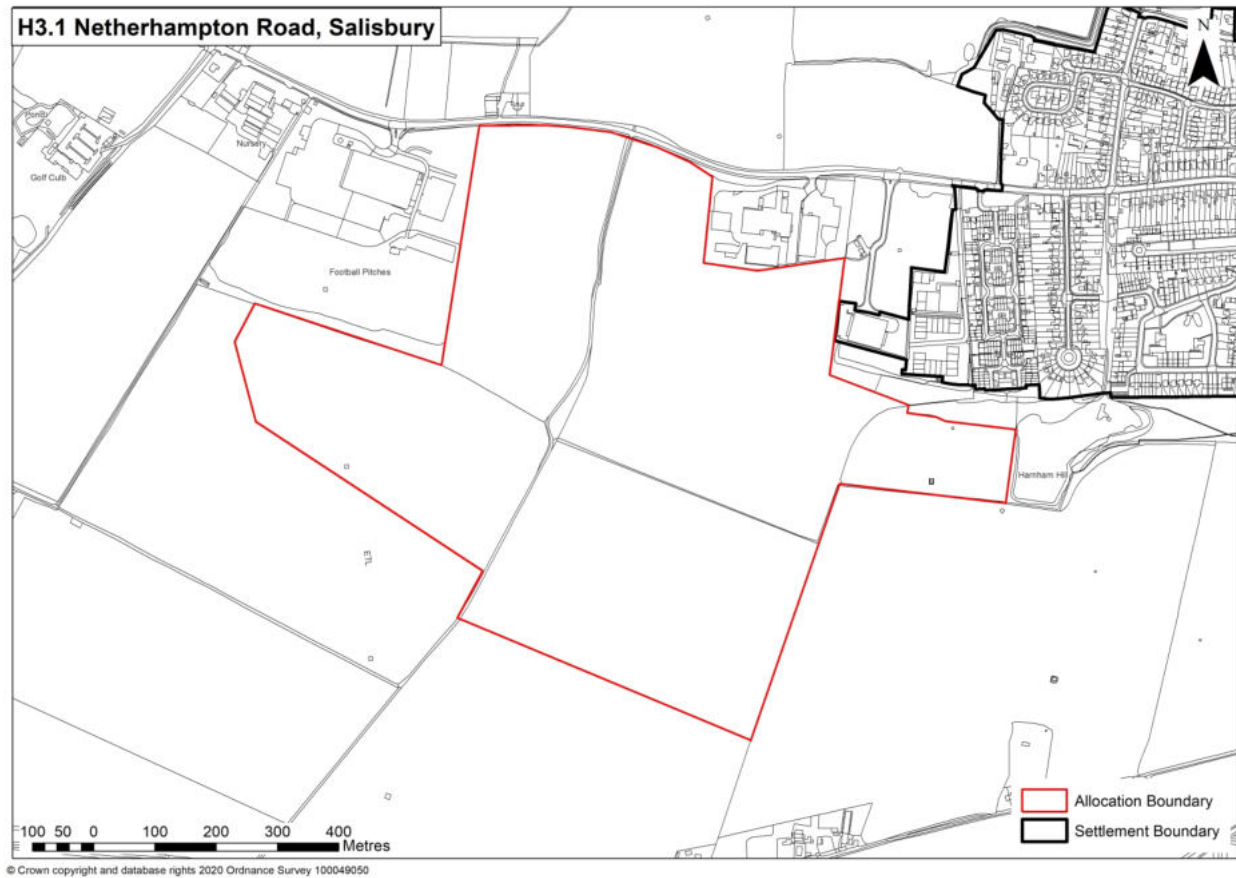 H3.1 Netherhampton Road, Salisbury
N
Nursery
Golf Culb
Football Pitches
Harnham Hill
ETL
Allocation Boundary
Settlement Boundary
100 50 0 100 200 300 400
Metres
© Crown copyright and database rights 2020 Ordnance Survey 100049050